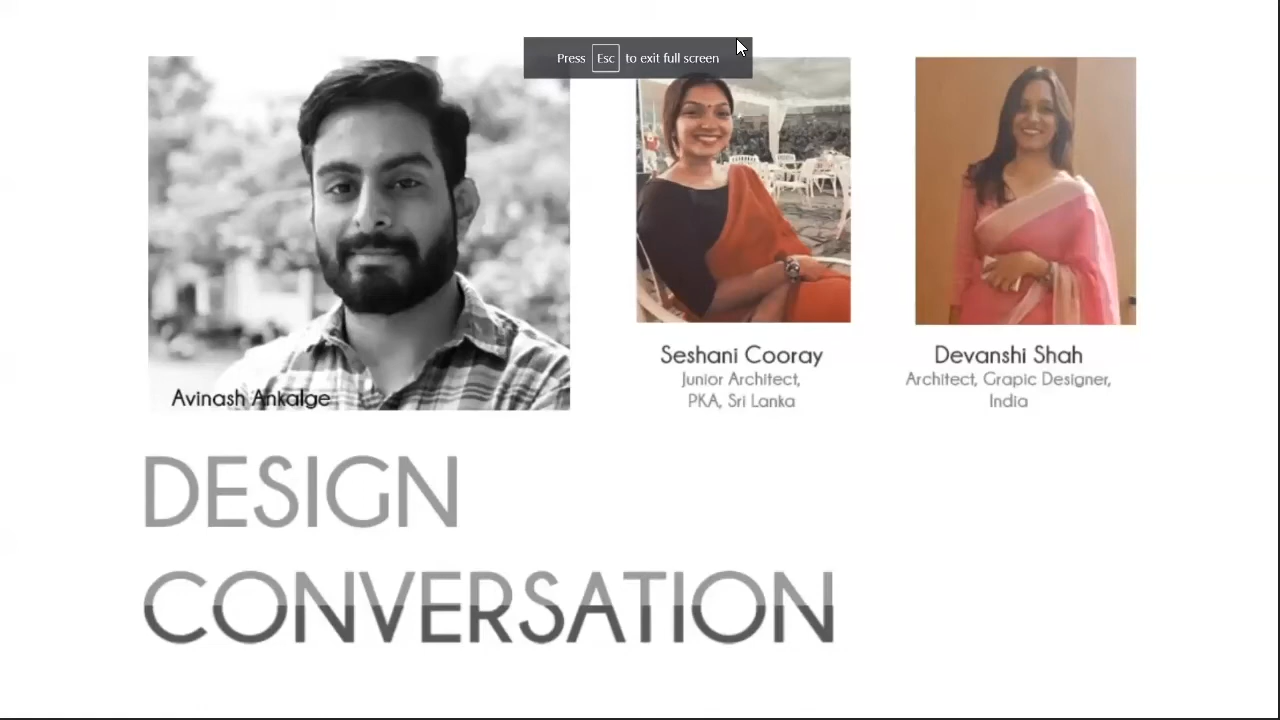 Press Esc to exit full screen
Avinash Ankalge
Seshani Cooray
Junior Architect,
PKA, Sri Lanka
Devanshi Shah
Architect, Grapic Designer,
India
DESIGN
CONVERSATION